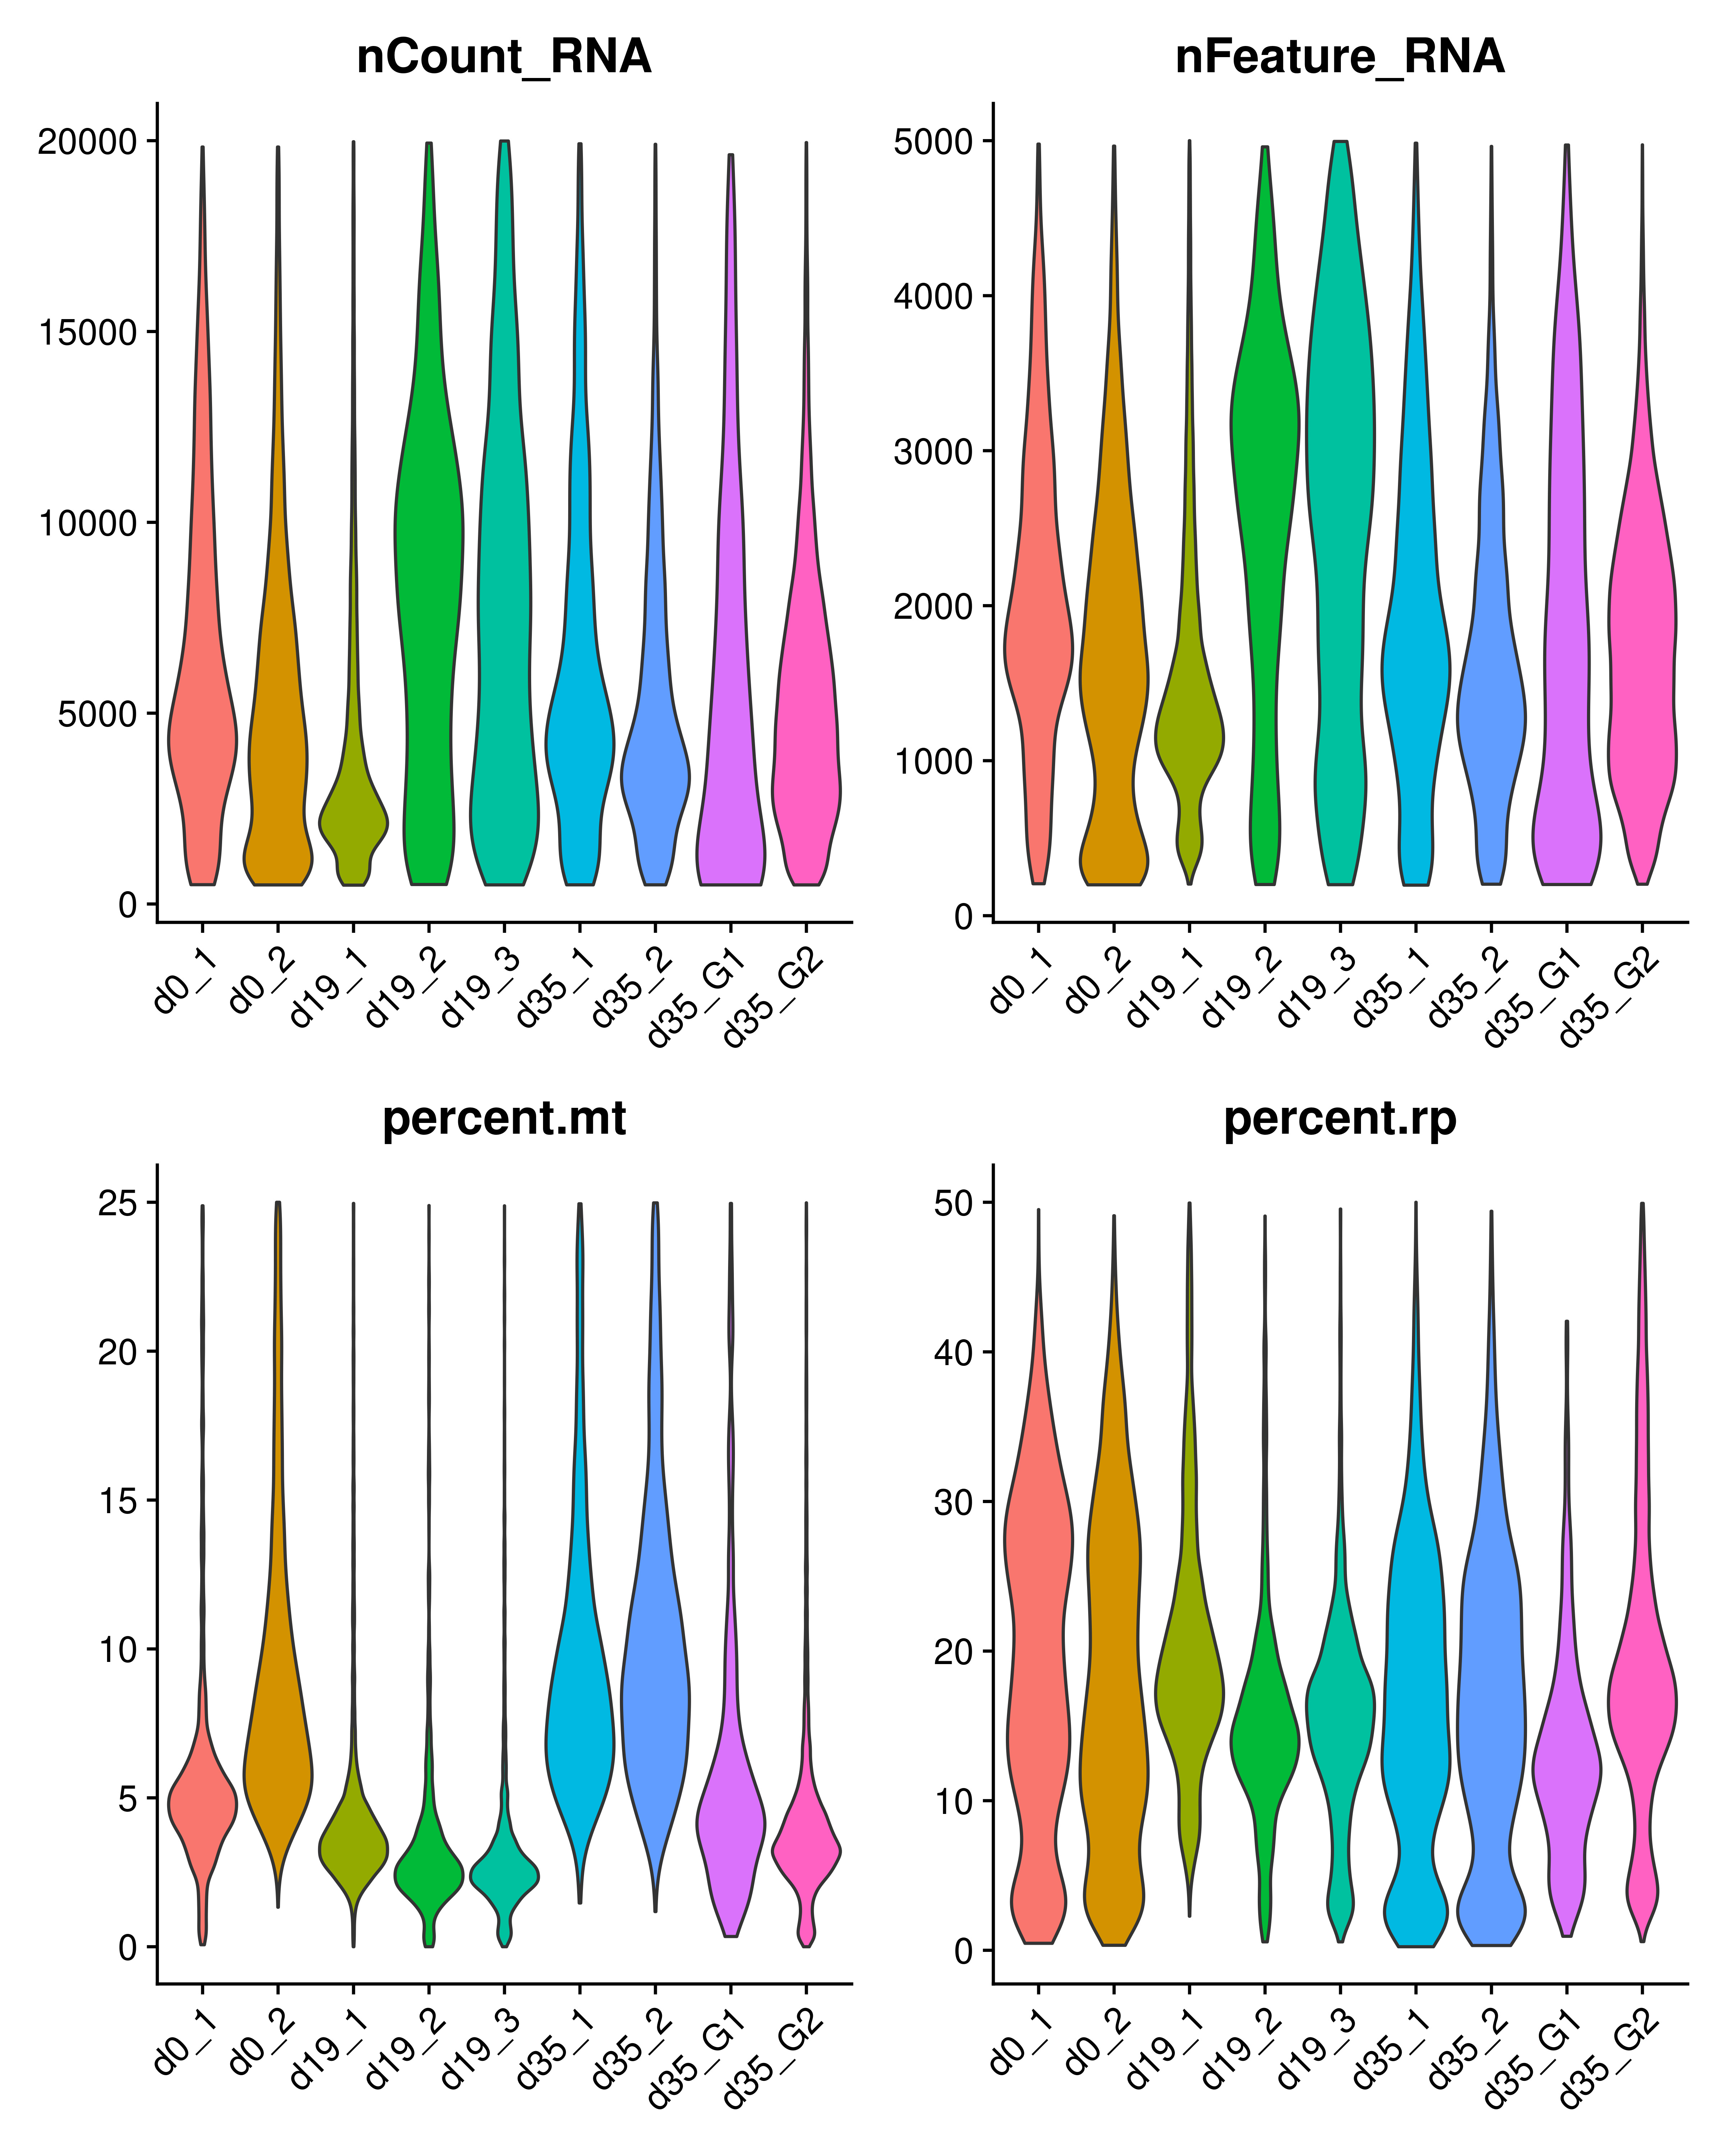 nCount_RNA
20000
15000
10000
5000
0
d0_1
d0_2
d19_1
d19_2
d19_3
d35_1
d35_2
d35_G1
d35_G2
nFeature_RNA
5000
4000
3000
2000
1000
0
d0_1
d0_2
d19_1
d19_2
d19_3
d35_1
d35_2
d35_G1
d35_G2
percent.mt
25
20
15
10
5
0
d0_1
d0_2
d19_1
d19_2
d19_3
d35_1
d35_2
d35_G1
d35_G2
percent.rp
50
40
30
20
10
0
d0_1
d0_2
d19_1
d19_2
d19_3
d35_1
d35_2
d35_G1
d35_G2